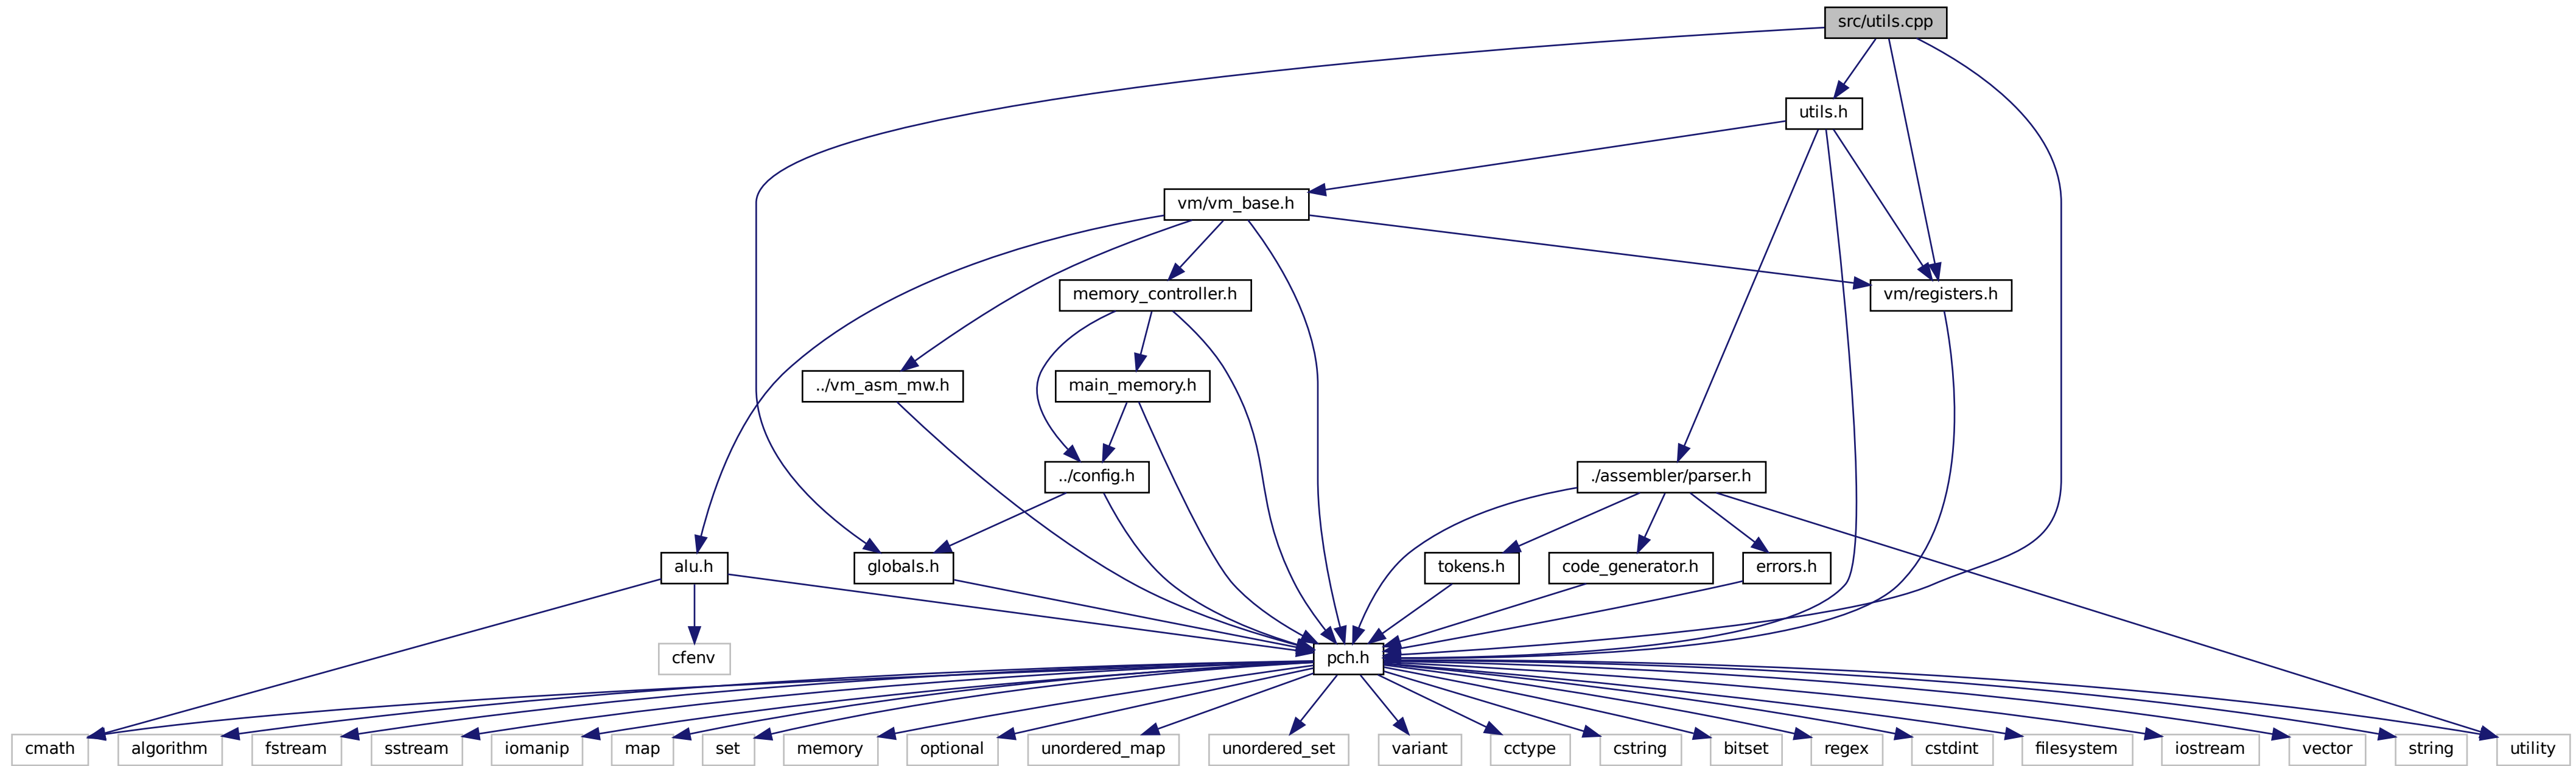 src/utils.cpp
utils.h
vm/vm_base.h
memory_controller.h
vm/registers.h
../vm_asm_mw.h
main_memory.h
../config.h
./assembler/parser.h
alu.h
globals.h
tokens.h
code_generator.h
errors.h
cfenv
pch.h
cmath
algorithm
fstream
sstream
iomanip
map
set
memory
optional
unordered_map
unordered_set
variant
cctype
cstring
bitset
regex
cstdint
filesystem
iostream
vector
string
utility